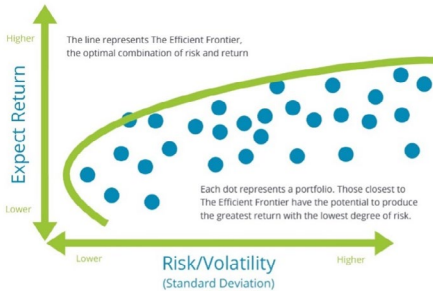 Higher
The line represents The Efficient Frontier,
the optimal combination of risk and return
Expect Return
Each dot represents a portfolio. Those closest to
The Efficient Frontier have the potential to produce
the greatest return with the lowest degree of risk.
Lower
Lower
Higher
Risk/Volatility
(Standard Deviation)